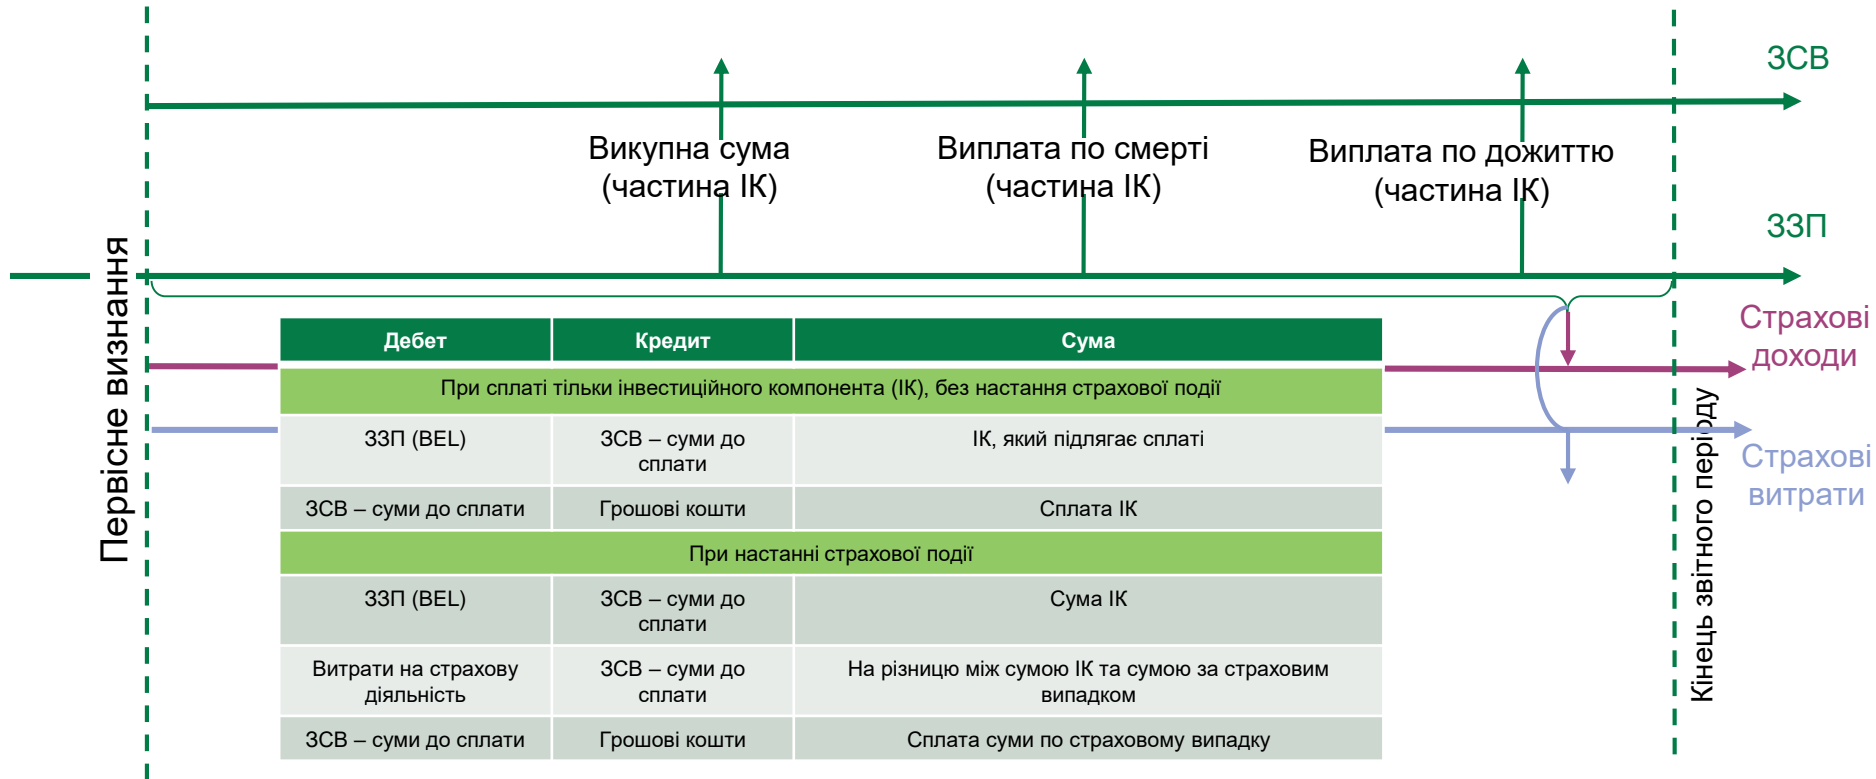 ЗСВ
Викупна сума
(частина ІК)
Виплата по смерті
(частина ІК)
Виплата по дожиттю
(частина ІК)
ЗЗП
Первісне визнання
Страхові
доходи
Страхові
витрати
Кінець звітного періоду
Дебет Кредит Сума
При сплаті тільки інвестиційного компонента (ІК), без настання страхової події
ЗЗП (BEL) ЗСВ – суми до ІК, який підлягає сплаті
сплати
ЗСВ – суми до сплати Грошові кошти Сплата ІК
При настанні страхової події
ЗЗП (BEL) ЗСВ – суми до Сума ІК
сплати
Витрати на страхову ЗСВ – суми до На різницю між сумою ІК та сумою за страховим
діяльність сплати випадком
ЗСВ – суми до сплати Грошові кошти Сплата суми по страховому випадку